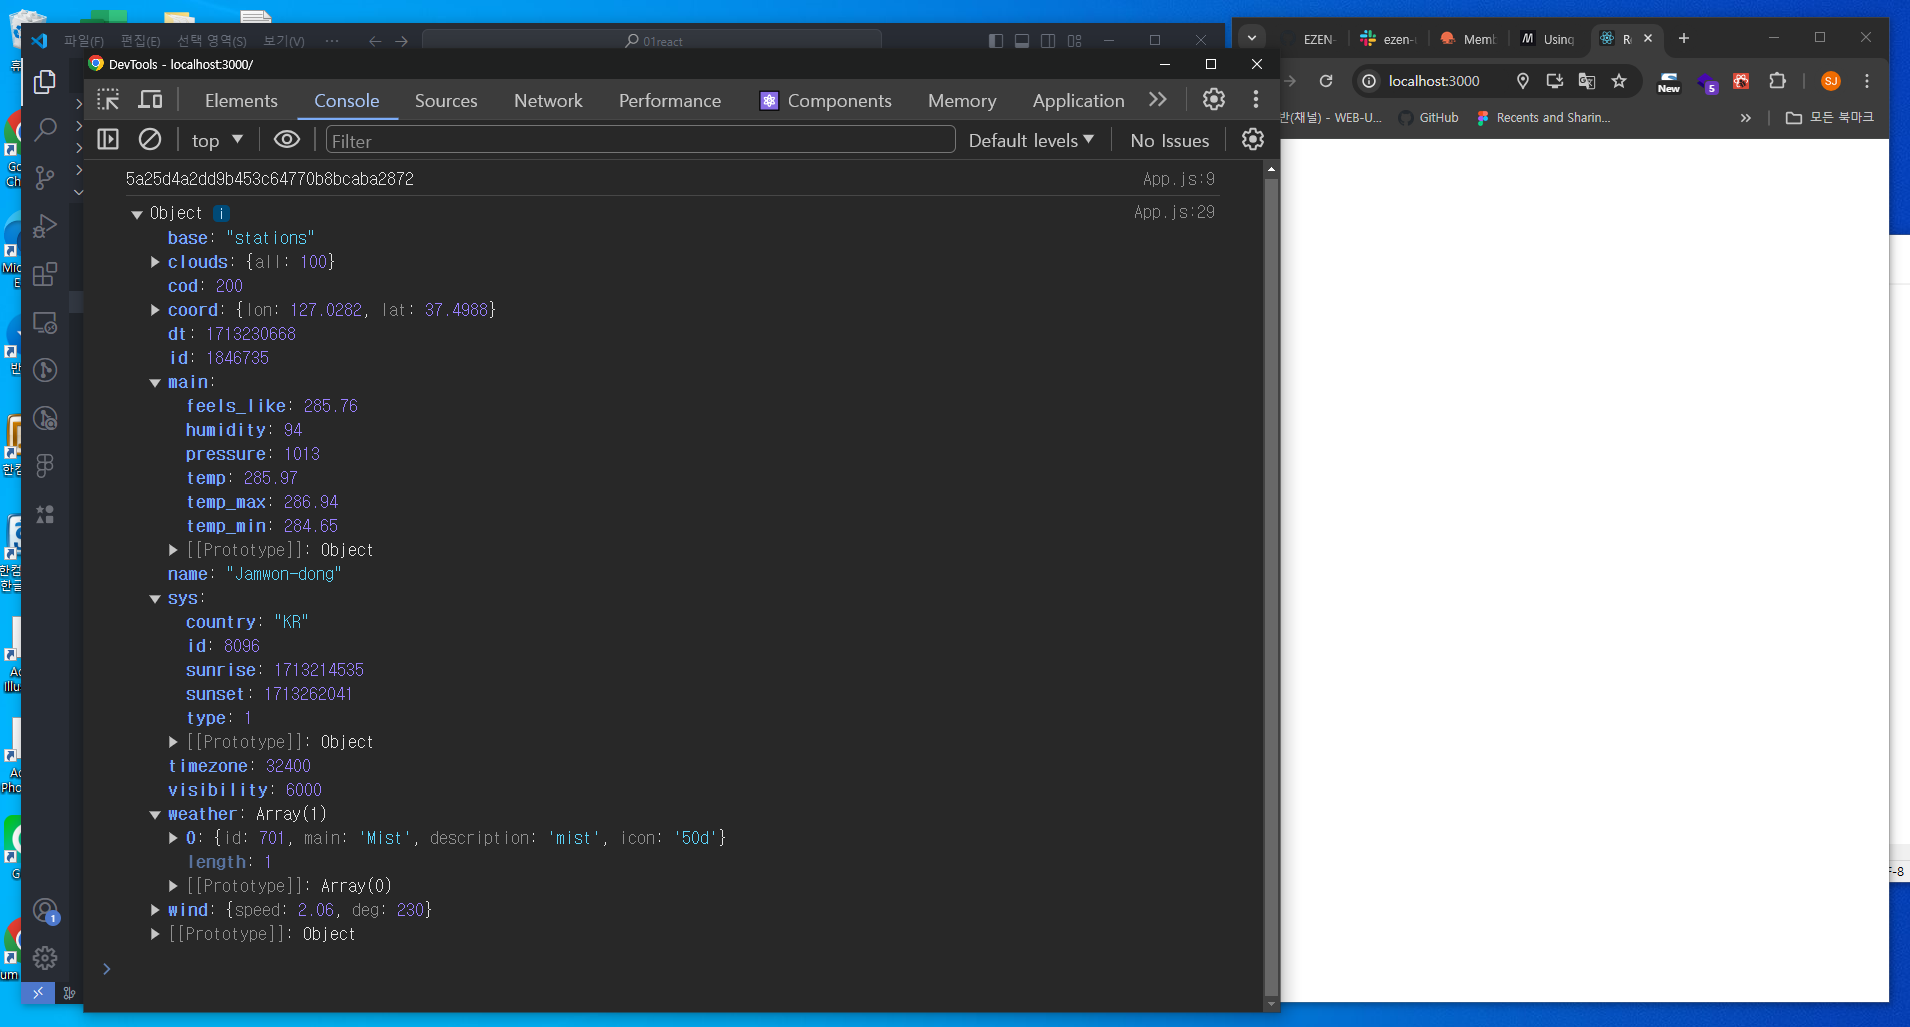 파일(F) 편집(E) 선택 영역(S) 보기(V) ··· 01react
DevTools - localhost:3000/
Elements Console Sources Network Performance Components Memory Application
top Filter Default levels No Issues
5a25d4a2dd9b453c64770b8bcaba2872 App.js:9
Object i App.js:29
base: "stations"
clouds: {all: 100}
cod: 200
coord: {lon: 127.0282, lat: 37.4988}
dt: 1713230668
id: 1846735
main:
feels_like: 285.76
humidity: 94
pressure: 1013
temp: 285.97
temp_max: 286.94
temp_min: 284.65
[[Prototype]]: Object
name: "Jamwon-dong"
sys:
country: "KR"
id: 8096
sunrise: 1713214535
sunset: 1713262041
type: 1
[[Prototype]]: Object
timezone: 32400
visibility: 6000
weather: Array(1)
0: {id: 701, main: 'Mist', description: 'mist', icon: '50d'}
length: 1
[[Prototype]]: Array(0)
wind: {speed: 2.06, deg: 230}
[[Prototype]]: Object
1
EZEN- ezen-u Memb Using Re
localhost:3000 New 5 SJ
반(채널) - WEB-U... GitHub Recents and Sharin... 모든 북마크
F-8